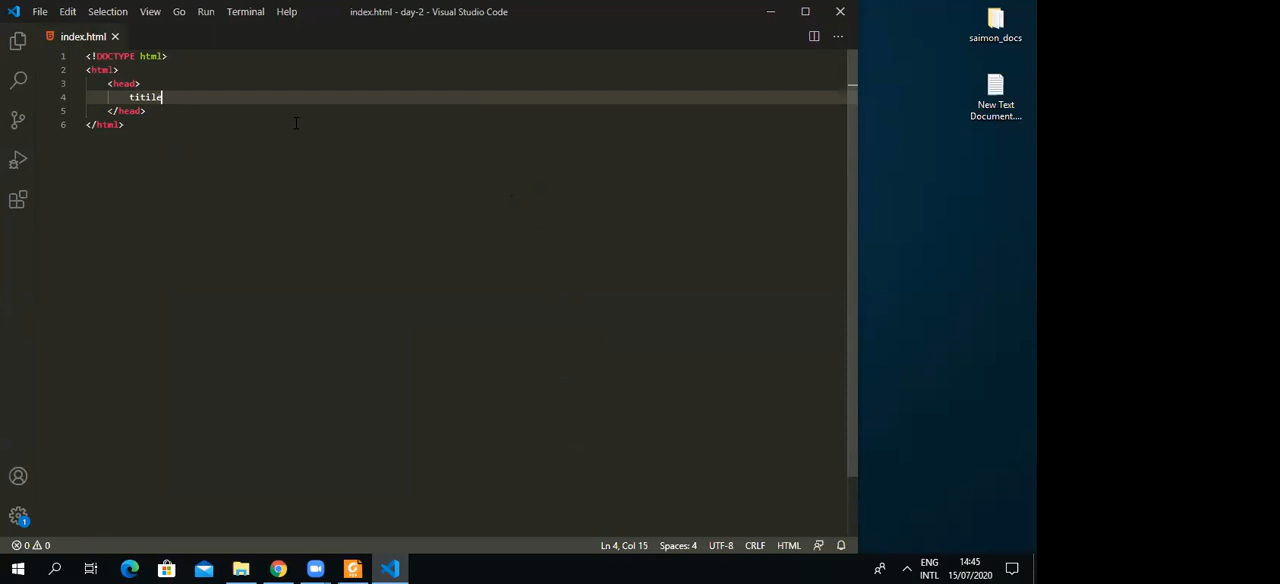 File Edit Selection View Go Run Terminal Help
index.html - day-2 - Visual Studio Code
index.html
1 <!DOCTYPE html>
2 <html>
3 <head>
4 titile
5 </head>
6 </html>
1
0 0
Ln 4, Col 15 Spaces: 4 UTF-8 CRLF HTML
saimon_docs
New Text
Document....
ENG
INTL
14:45
15/07/2020